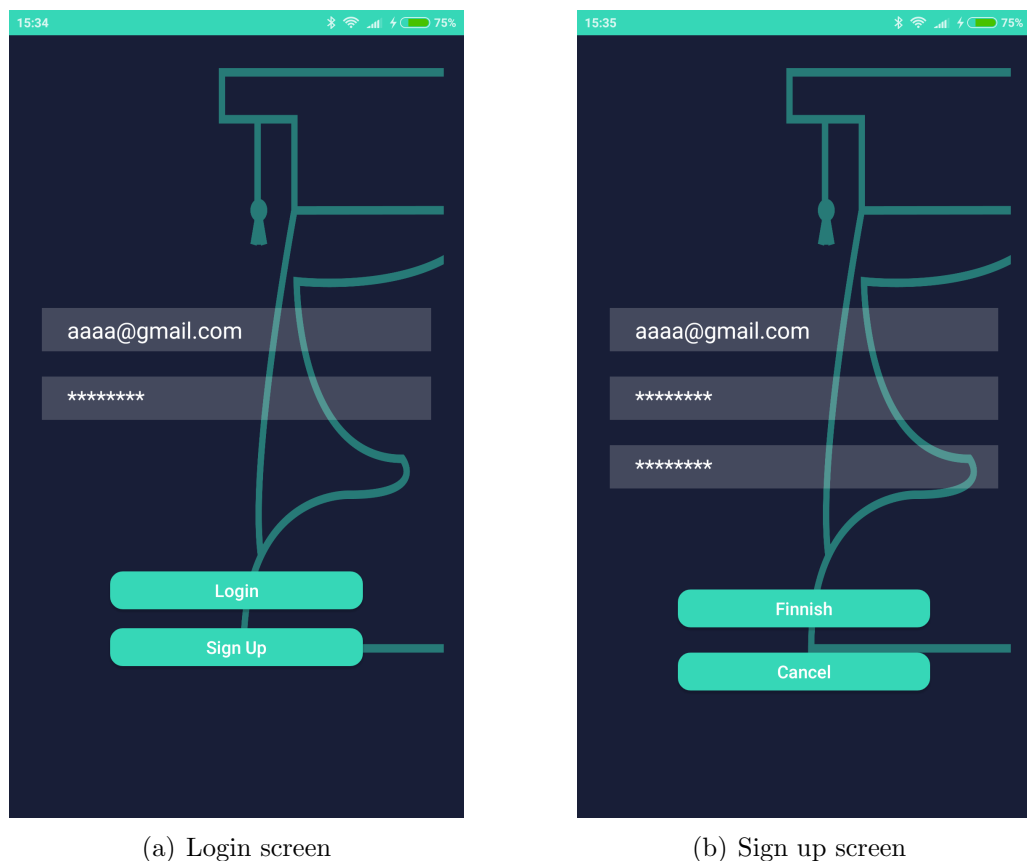 15:34 75%
aaaa@gmail.com
********
Login
Sign Up
(a) Login screen
15:35 75%
aaaa@gmail.com
********
********
Finnish
Cancel
(b) Sign up screen